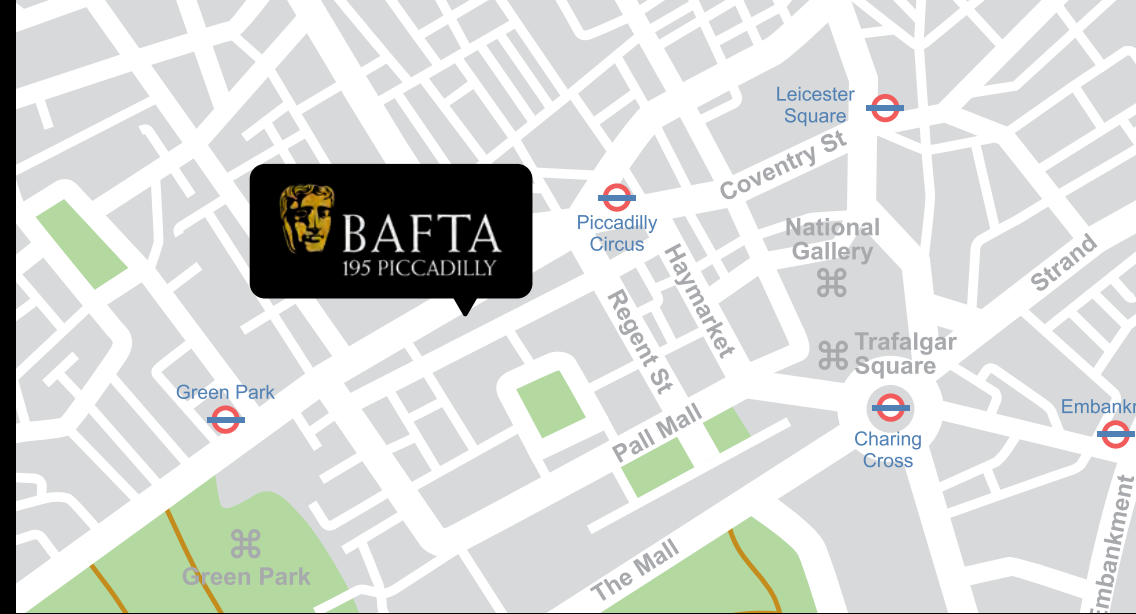 Leicester
Square
Coventry St
BAFTA
195 PICCADILLY
Piccadilly
Circus
National
Gallery
Haymarket
Strand
Regent St
Trafalgar
Square
Green Park
Pall Mall
Embankm
Charing
Cross
Embankment
Green Park
The Mall